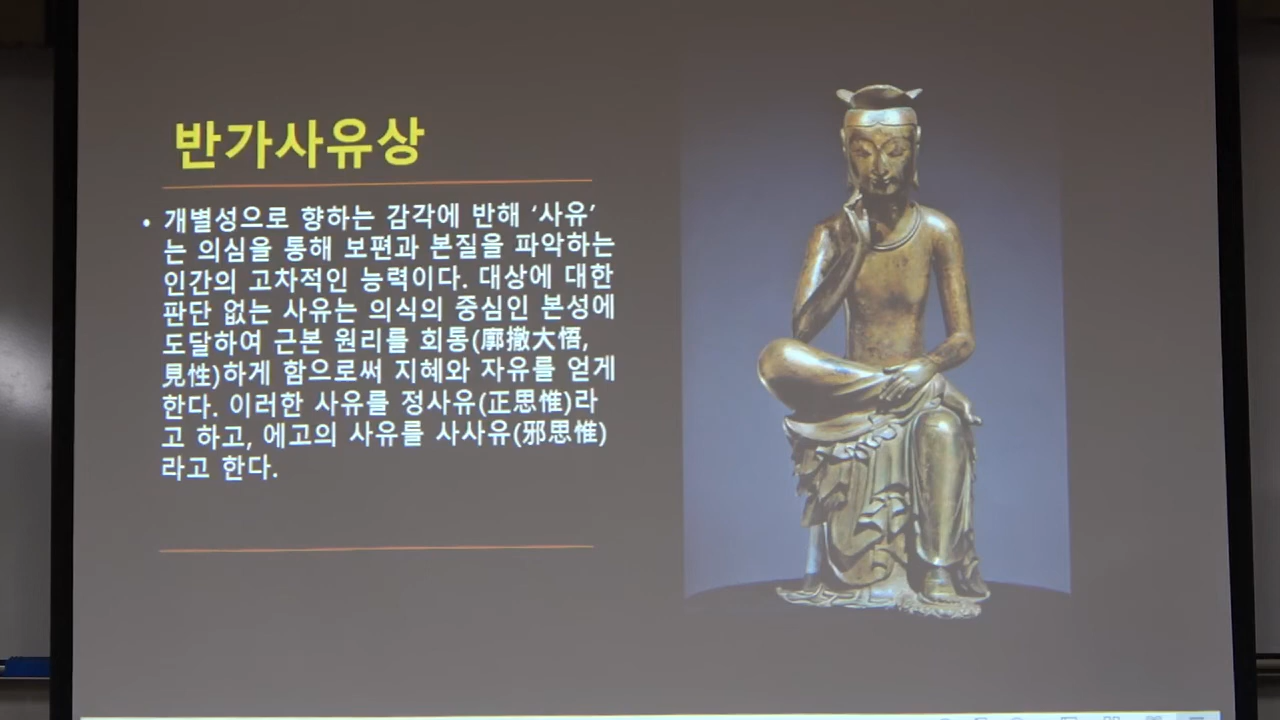 반가사유상
• 개별성으로 향하는 감각에 반해 ‘사유’
는 의심을 통해 보편과 본질을 파악하는
인간의 고차적인 능력이다. 대상에 대한
판단 없는 사유는 의식의 중심인 본성에
도달하여 근본 원리를 회통(廓撤大悟,
見性)하게 함으로써 지혜와 자유를 얻게
한다. 이러한 사유를 정사유(正思惟)라
고 하고, 에고의 사유를 사사유(邪思惟)
라고 한다.